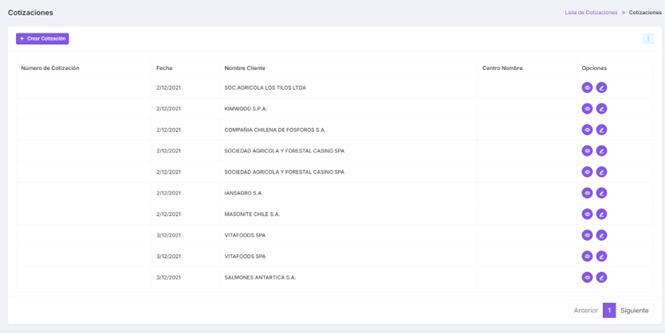 Cotizaciones
Lista de Cotizaciones > Cotizaciones
+ Crear Cotización
Número de Cotización Fecha Nombre Cliente Centro Nombre Opciones
2/12/2021 SOC.AGRICOLA LOS TILOS LTDA
2/12/2021 KIMWOOD S.P.A.
2/12/2021 COMPAÑIA CHILENA DE FOSFOROS S.A.
2/12/2021 SOCIEDAD AGRICOLA Y FORESTAL CASINO SPA
2/12/2021 SOCIEDAD AGRICOLA Y FORESTAL CASINO SPA
2/12/2021 IANSAGRO S.A.
2/12/2021 MASONITE CHILE S.A.
3/12/2021 VITAFOODS SPA
3/12/2021 VITAFOODS SPA
3/12/2021 SALMONES ANTARTICA S.A.
Anterior 1 Siguiente